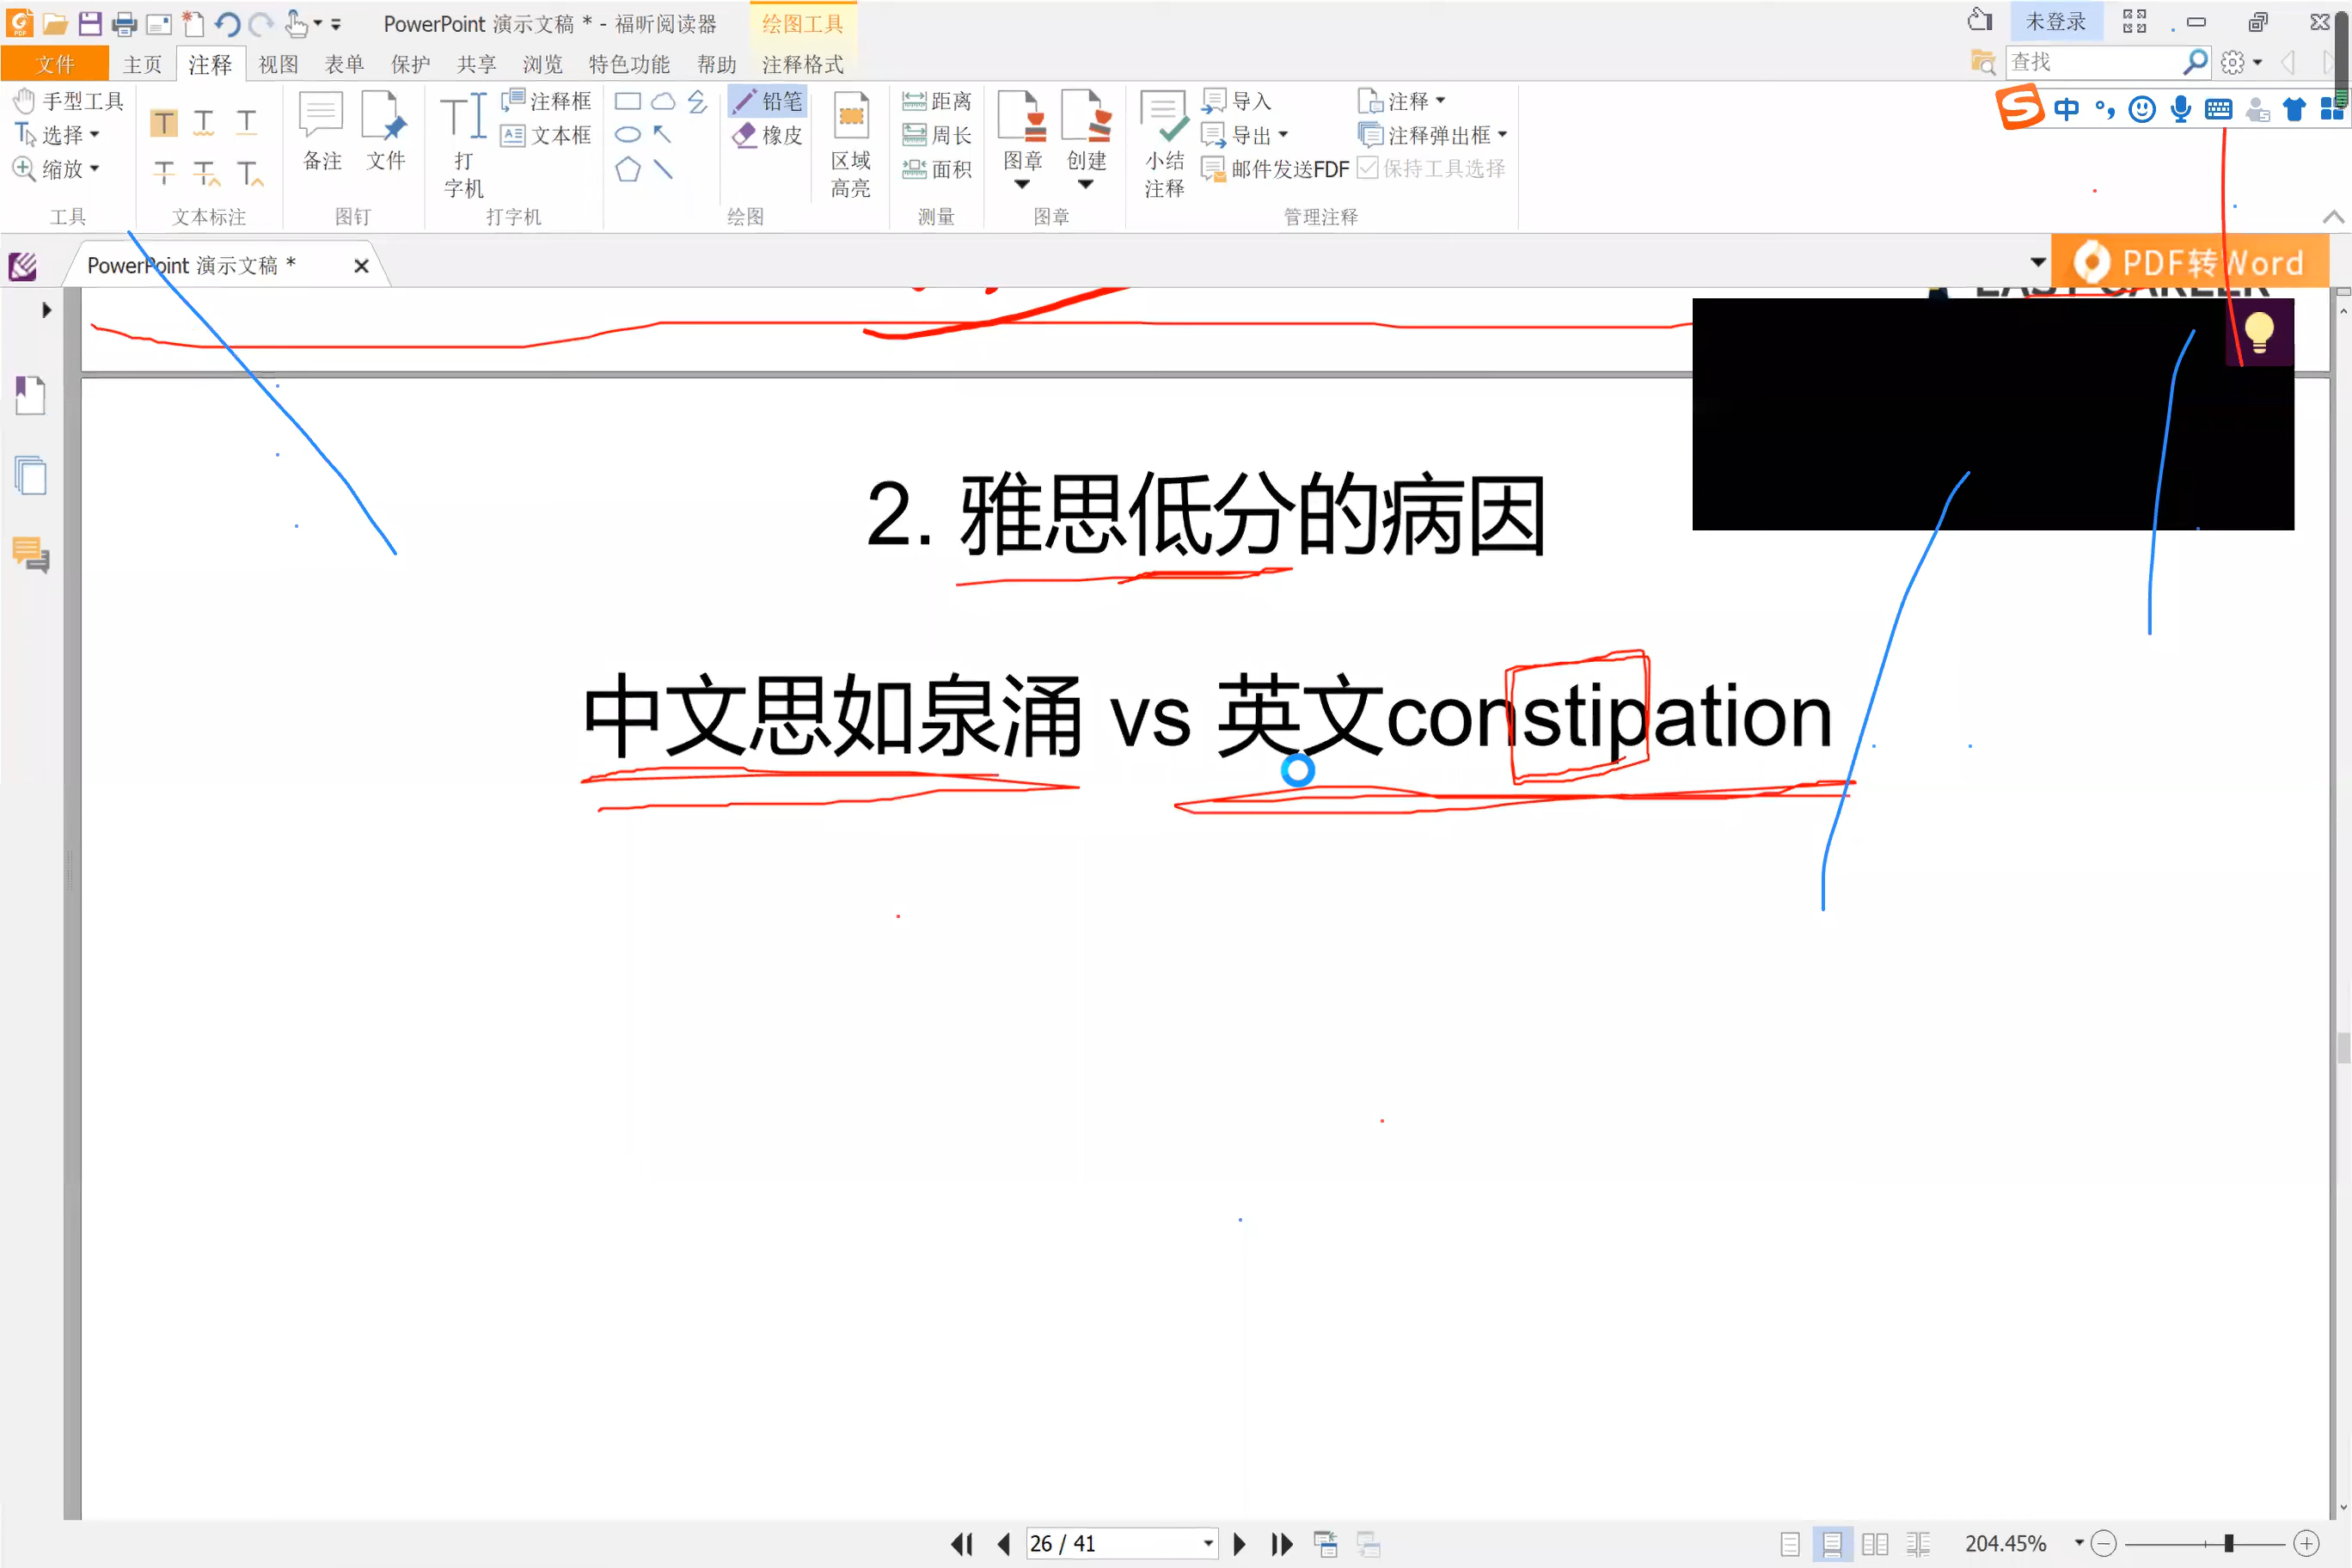 PowerPoint 演示文稿 * - 福昕阅读器
绘图工具
未登录
文件 主页 注释 视图 表单 保护 共享 浏览 特色功能 帮助 注释格式
查找
手型工具
选择
缩放
工具
文本标注
备注
文件
图钉
打字机
注释框
文本框
打字机
铅笔
橡皮
区域高亮
绘图
距离
周长
面积
测量
图章
创建
图章
小结注释
导入
导出
邮件发送FDF
注释
注释弹出框
保持工具选择
管理注释
中
PowerPoint 演示文稿 *
PDF转Word
EASY CAREER
2. 雅思低分的病因
中文思如泉涌 vs 英文constipation
26 / 41
204.45%